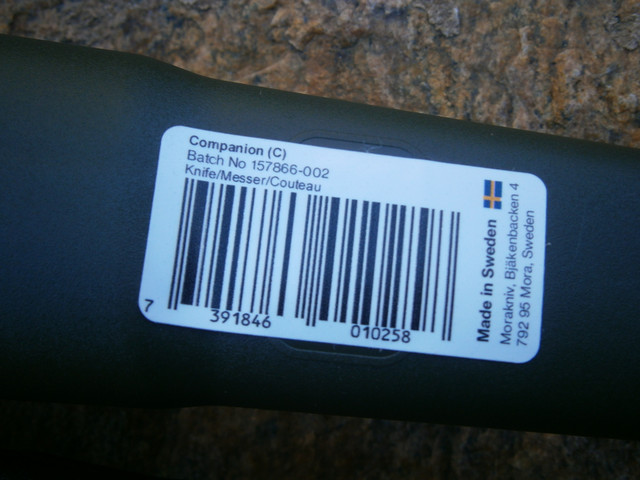 Companion (C)
Batch No 157866-002
Knife/Messer/Couteau
7 391846 010258
Made in Sweden
Morakniv, Bjäkenbacken 4
792 95 Mora, Sweden